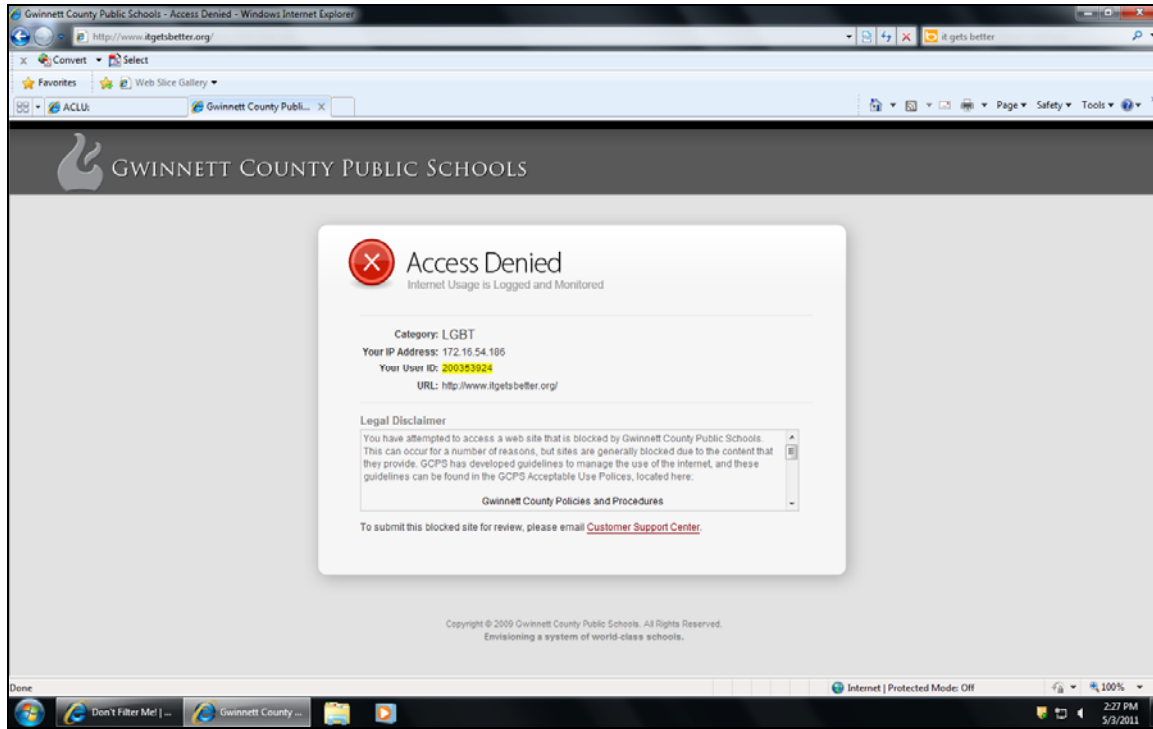 Gwinnett County Public Schools - Access Denied - Windows Internet Explorer
http://www.itgetsbetter.org/
it gets better
x Convert Select
Favorites Web Slice Gallery
ACLU: Gwinnett County Publi... X
Page Safety Tools
GWINNETT COUNTY PUBLIC SCHOOLS
Access Denied
Internet Usage is Logged and Monitored
Category: LGBT
Your IP Address: 172.16.54.186
Your User ID: 200353924
URL: http://www.itgetsbetter.org/
Legal Disclaimer
You have attempted to access a web site that is blocked by Gwinnett County Public Schools.
This can occur for a number of reasons, but sites are generally blocked due to the content that
they provide. GCPS has developed guidelines to manage the use of the internet, and these
guidelines can be found in the GCPS Acceptable Use Polices, located here:
Gwinnett County Policies and Procedures
To submit this blocked site for review, please email Customer Support Center.
Copyright © 2009 Gwinnett County Public Schools. All Rights Reserved.
Envisioning a system of world-class schools.
Done
Internet | Protected Mode: Off
100%
Don't Filter Me! | ...
Gwinnett County ...
2:27 PM
5/3/2011